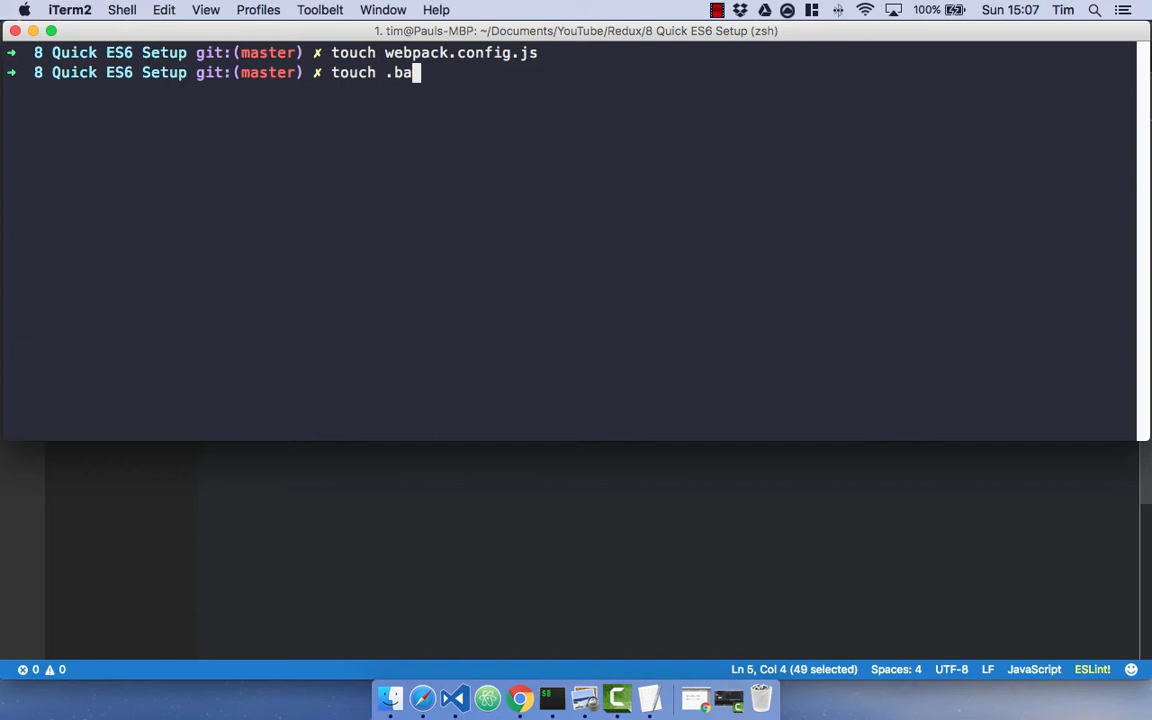 iTerm2 Shell Edit View Profiles Toolbelt Window Help 100% Sun 15:07 Tim
1. tim@Pauls-MBP: ~/Documents/YouTube/Redux/8 Quick ES6 Setup (zsh)
➜ 8 Quick ES6 Setup git:(master) ✗ touch webpack.config.js
➜ 8 Quick ES6 Setup git:(master) ✗ touch .ba
0 0 Ln 5, Col 4 (49 selected) Spaces: 4 UTF-8 LF JavaScript ESLint!